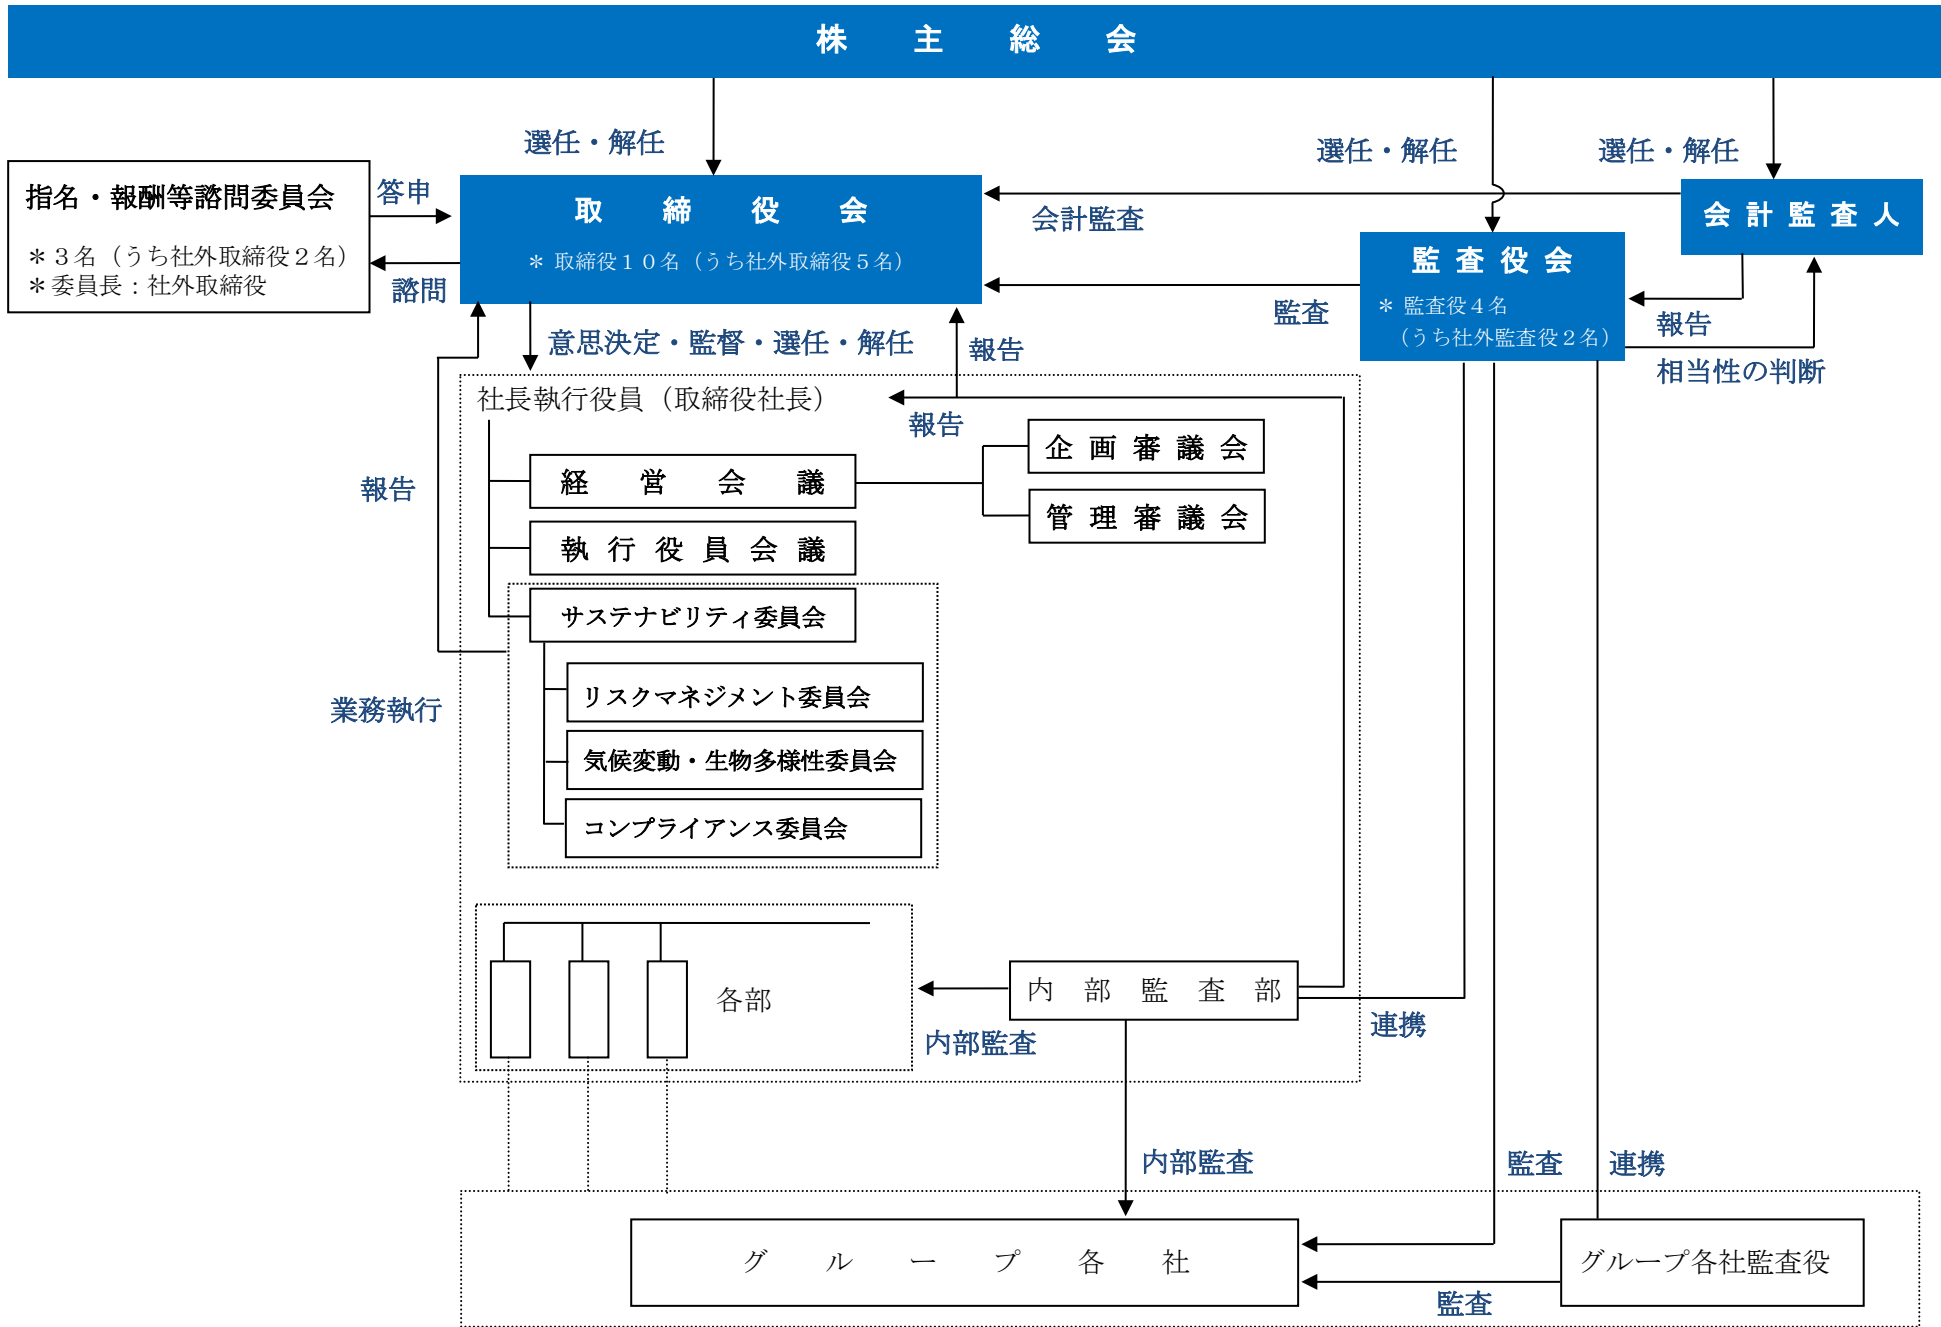 株主総会
選任・解任
選任・解任
選任・解任
指名・報酬等諮問委員会
＊３名（うち社外取締役２名）
＊委員長：社外取締役
答申
諮問
取締役会
＊ 取締役１０名（うち社外取締役５名）
会計監査
監査
会計監査人
監査役会
＊ 監査役４名
（うち社外監査役２名）
報告
相当性の判断
意思決定・監督・選任・解任
報告
社長執行役員（取締役社長）
報告
報告
経営会議
企画審議会
管理審議会
執行役員会議
サステナビリティ委員会
リスクマネジメント委員会
業務執行
気候変動・生物多様性委員会
コンプライアンス委員会
各部
内部監査部
内部監査
連携
内部監査
監査
連携
グループ各社
グループ各社監査役
監査